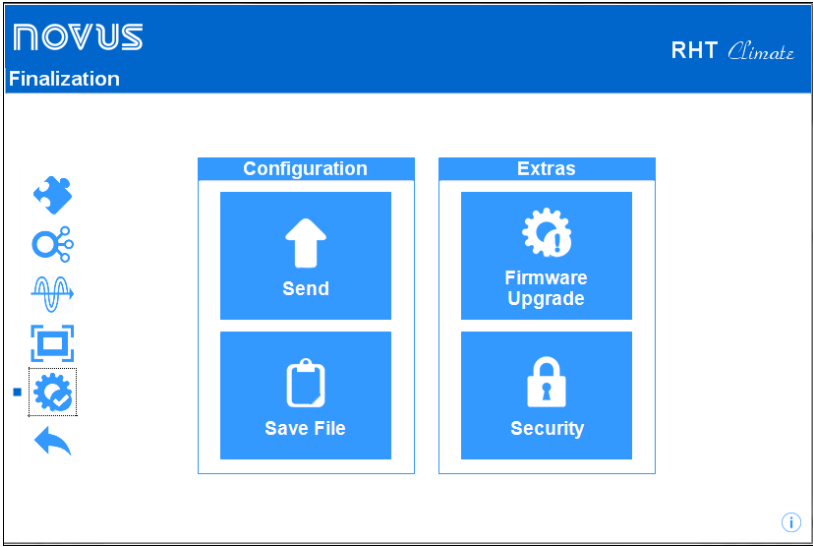 NOVUS
RHT Climate
Finalization
Configuration
Send
Save File
Extras
Firmware
Upgrade
Security
i